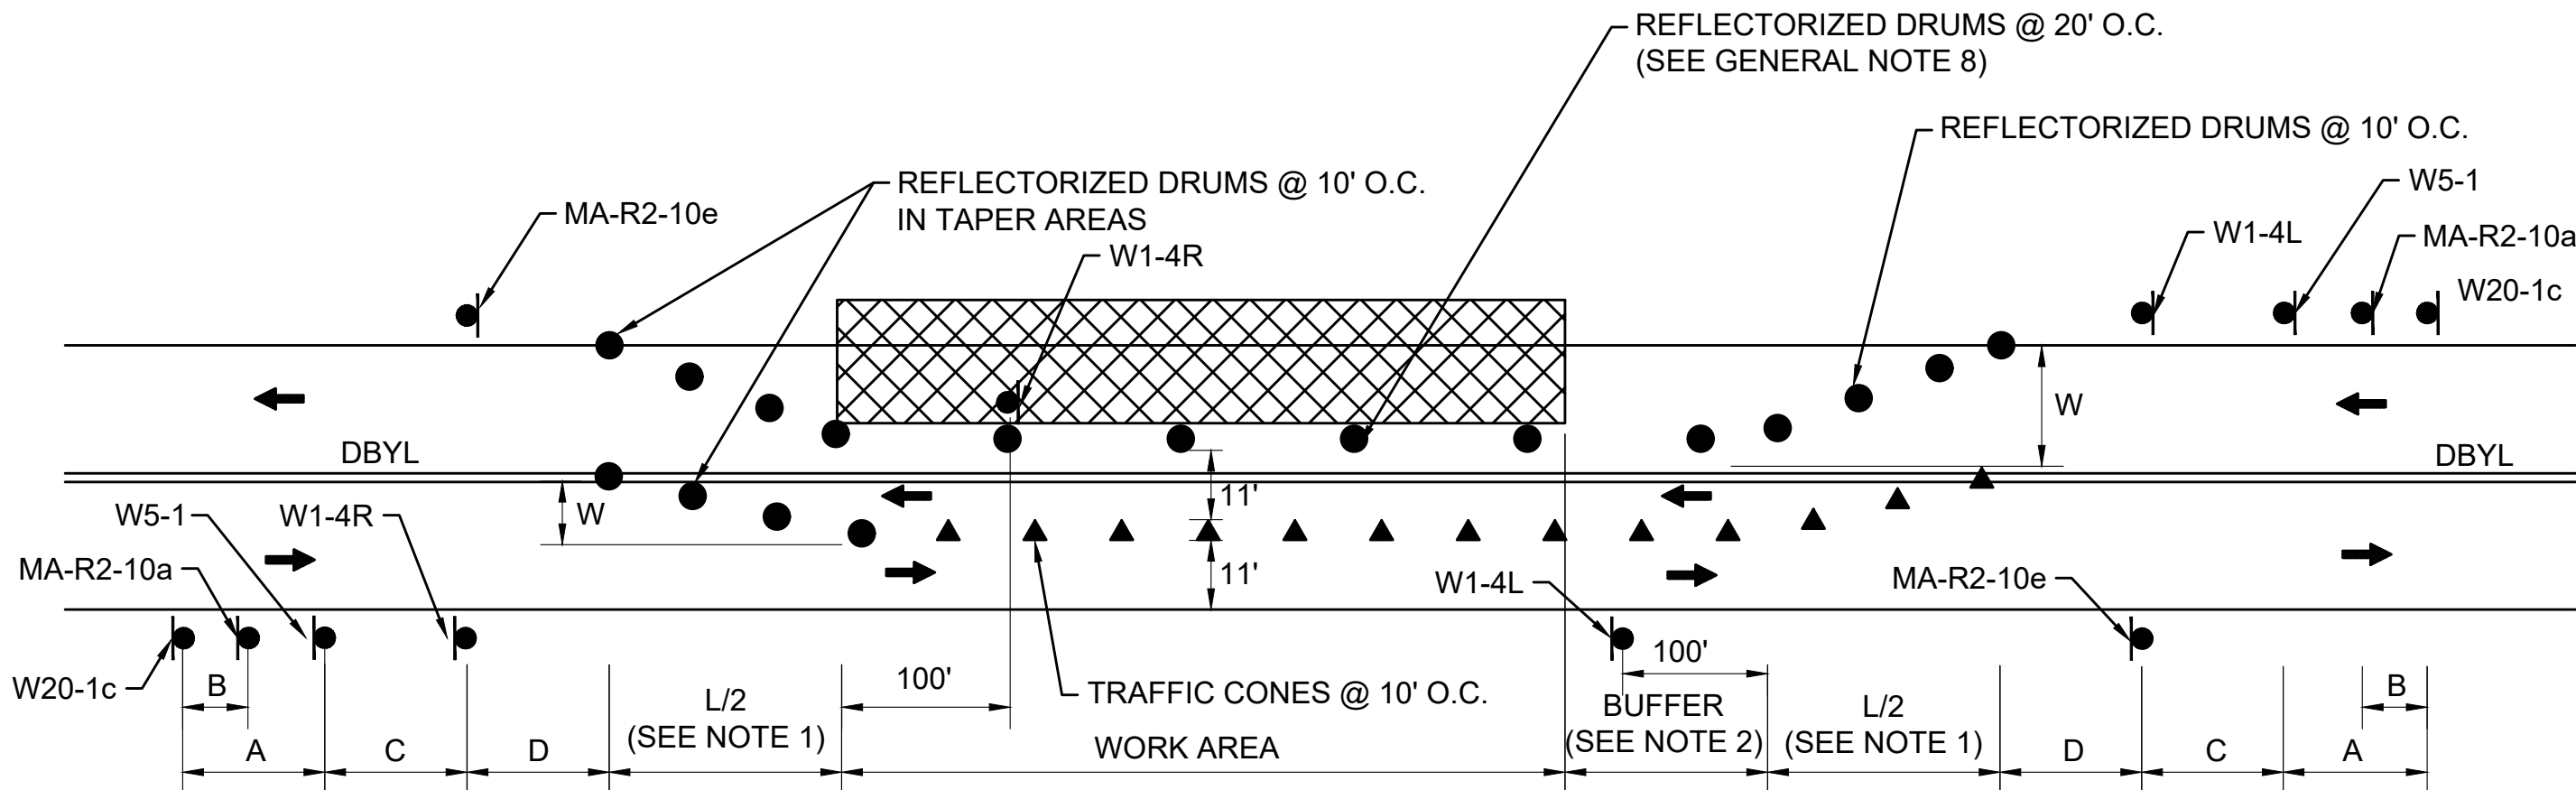 REFLECTORIZED DRUMS @ 20' O.C.
(SEE GENERAL NOTE 8)
REFLECTORIZED DRUMS @ 10' O.C.
W5-1
REFLECTORIZED DRUMS @ 10' O.C.
IN TAPER AREAS
MA-R2-10e
W1-4R
W1-4L
MA-R2-10a
W20-1c
W
DBYL
DBYL
W5-1
W1-4R
W
11'
MA-R2-10a
11'
W1-4L
MA-R2-10e
W20-1c
B
100'
TRAFFIC CONES @ 10' O.C.
100'
B
L/2
(SEE NOTE 1)
BUFFER
(SEE NOTE 2)
L/2
(SEE NOTE 1)
A
C
D
WORK AREA
D
C
A